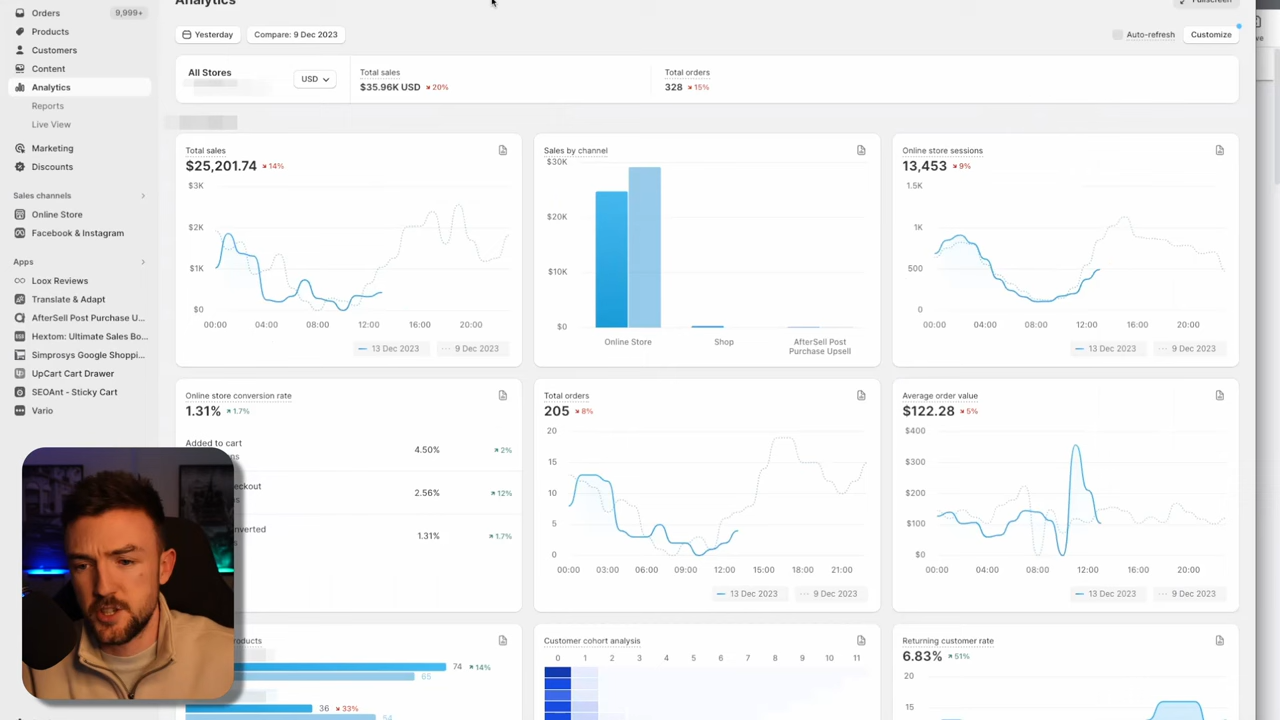 Analytics
Fullscreen
Orders 9,999+
Products
Customers
Content
Analytics
Reports
Live View
Marketing
Discounts
Sales channels
Online Store
Facebook & Instagram
Apps
Loox Reviews
Translate & Adapt
AfterSell Post Purchase U...
Hextom: Ultimate Sales Bo...
Simprosys Google Shoppi...
UpCart Cart Drawer
SEOAnt - Sticky Cart
Vario
Yesterday Compare: 9 Dec 2023 Auto-refresh Customize
All Stores USD
Total sales
$35.96K USD 20%
Total orders
328 15%
Total sales
$25,201.74 14%
$3K
$2K
$1K
$0
00:00 04:00 08:00 12:00 16:00 20:00
13 Dec 2023 9 Dec 2023
Sales by channel
$30K
$20K
$10K
$0
Online Store Shop AfterSell Post
Purchase Upsell
Online store sessions
13,453 9%
1.5K
1K
500
0
00:00 04:00 08:00 12:00 16:00 20:00
13 Dec 2023 9 Dec 2023
Online store conversion rate
1.31% 1.7%
Added to cart
4.50% 2%
2.56% 12%
1.31% 1.7%
Total orders
205 8%
20
15
10
5
0
00:00 03:00 06:00 09:00 12:00 15:00 18:00 21:00
13 Dec 2023 9 Dec 2023
Average order value
$122.28 5%
$400
$300
$200
$100
$0
00:00 04:00 08:00 12:00 16:00 20:00
13 Dec 2023 9 Dec 2023
products
74 14%
65
36 33%
54
Customer cohort analysis
0 1 2 3 4 5 6 7 8 9 10 11
Returning customer rate
6.83% 51%
20
15